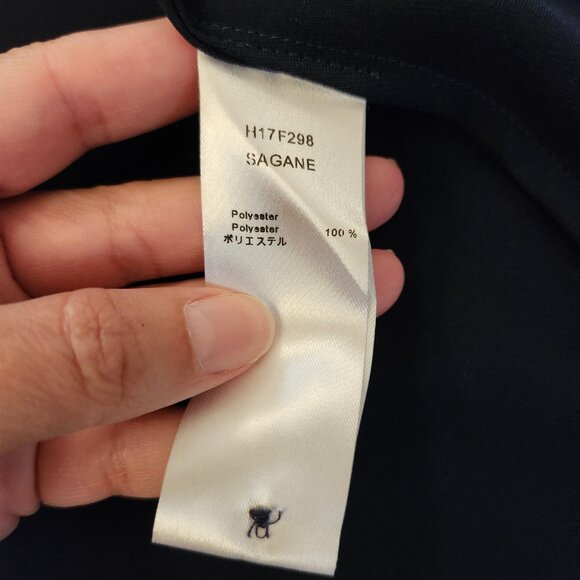 H17F298
SAGANE
Polyester
Polyester 100 %
ポリエステル